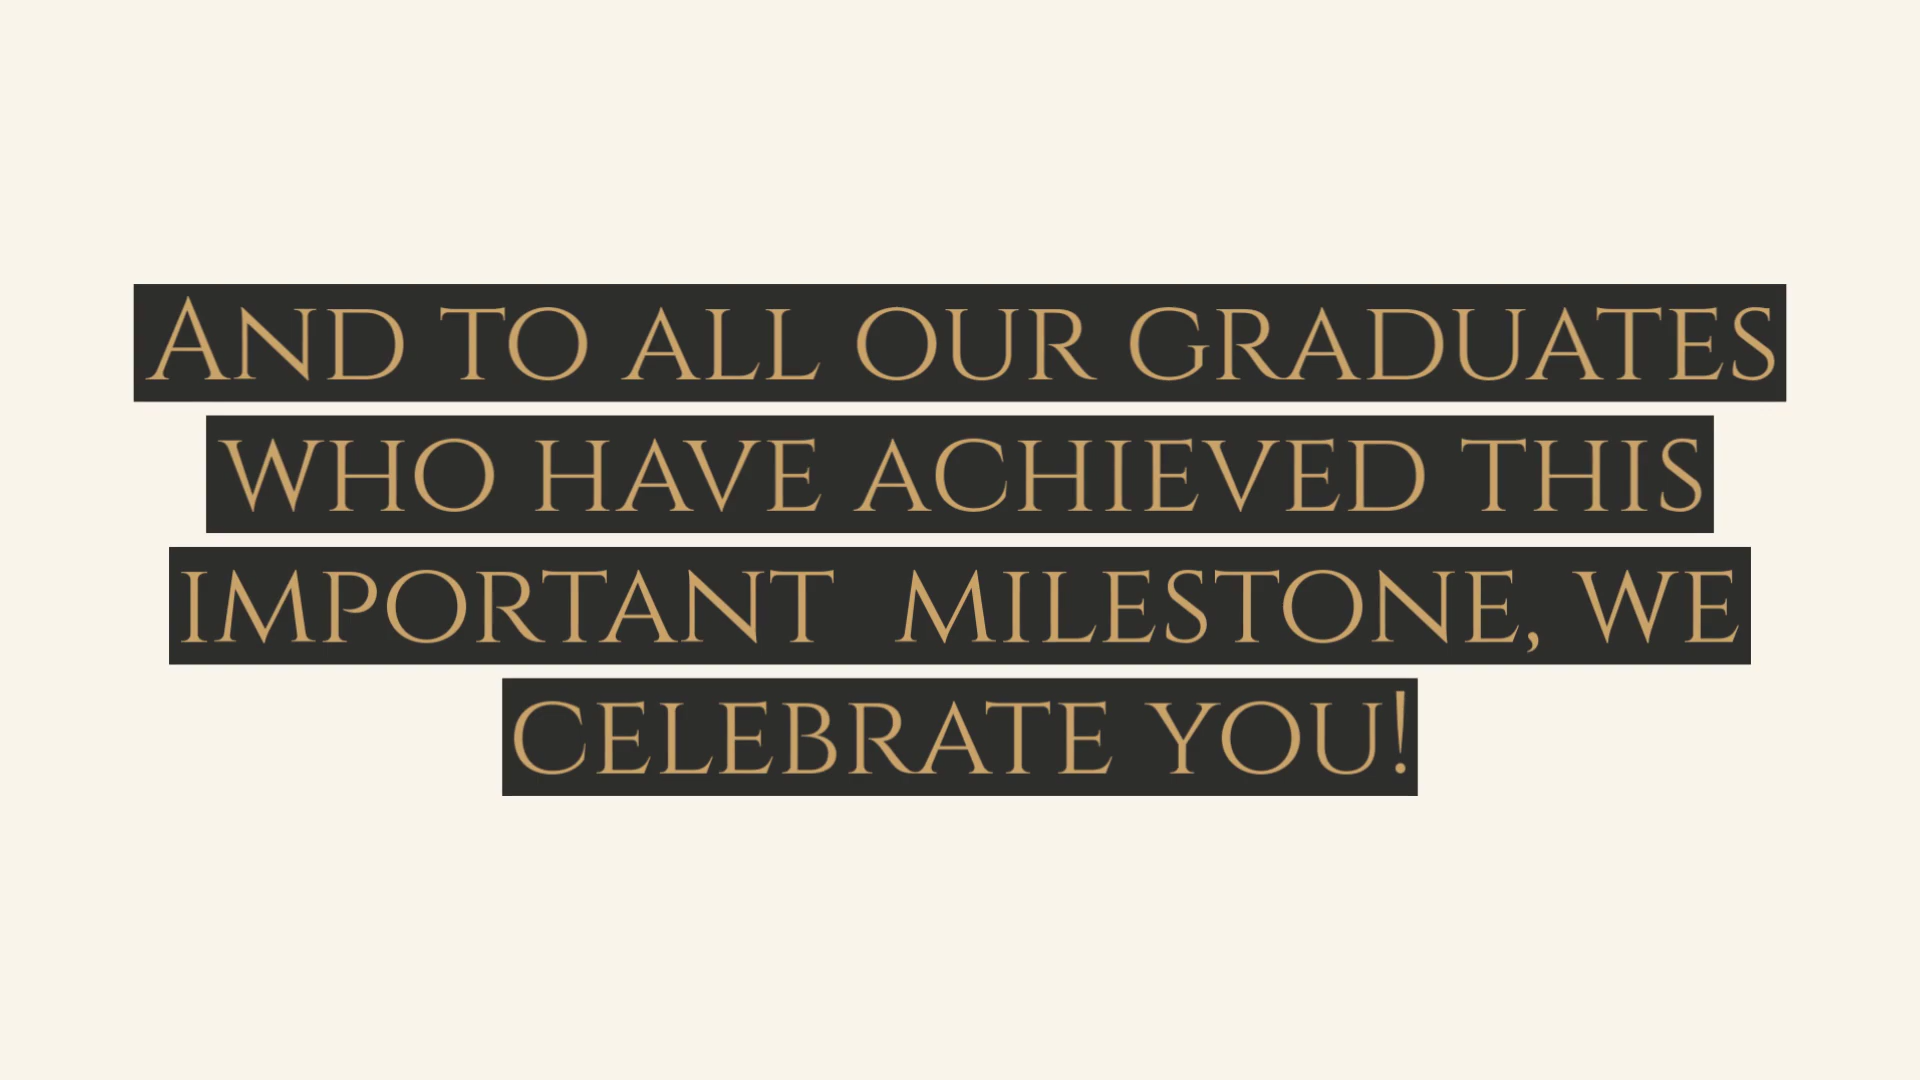 And to all our graduates
who have achieved this
important  milestone, we
celebrate you!